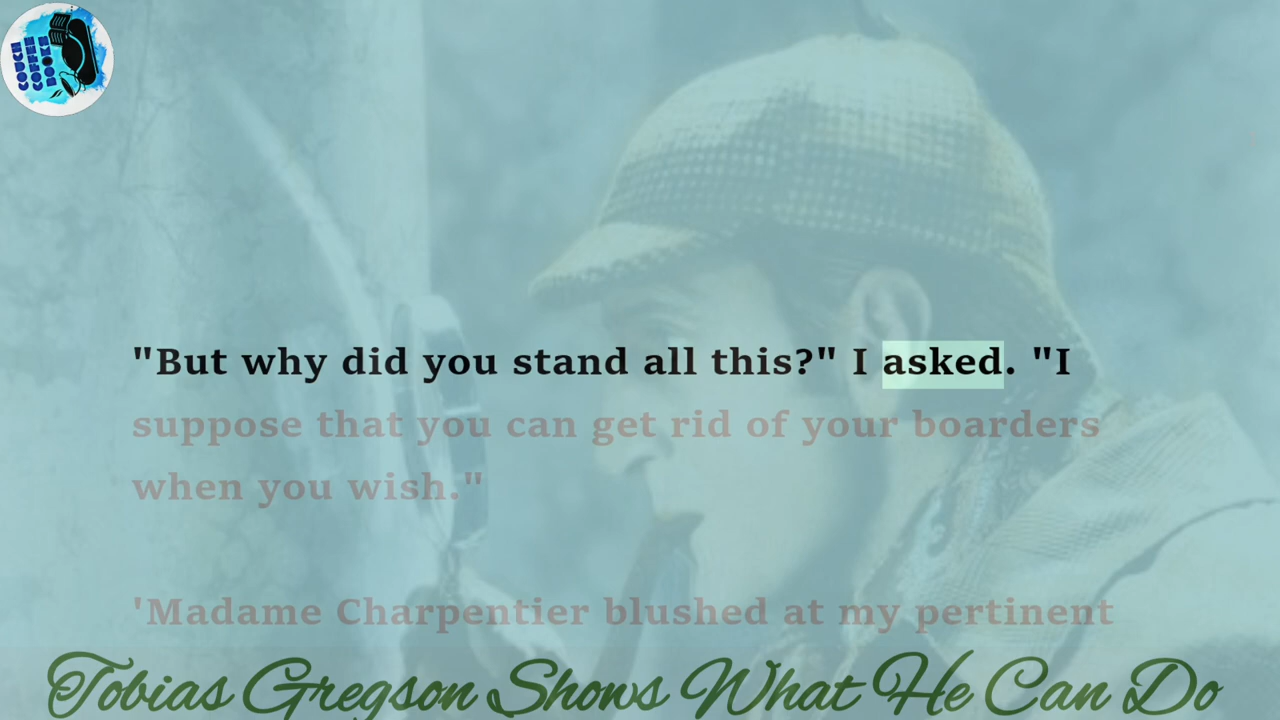 "But why did you stand all this?" I asked. "I
suppose that you can get rid of your boarders
when you wish."
'Madame Charpentier blushed at my pertinent
Tobias Gregson Shows What He Can Do